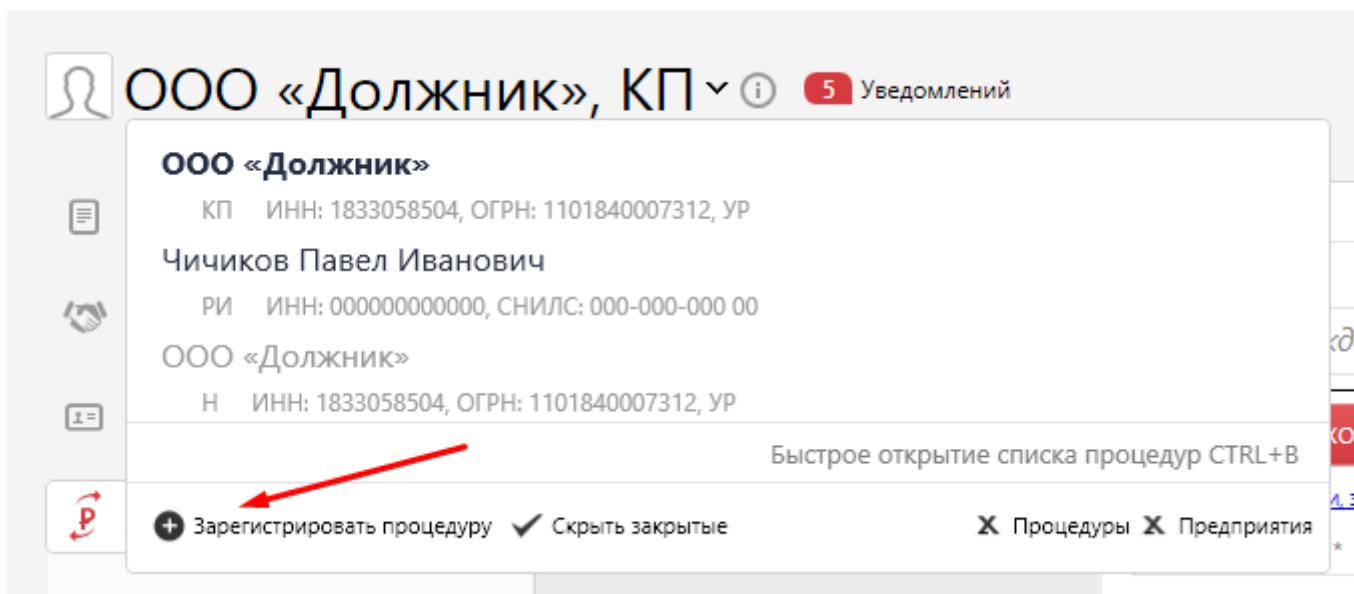 ООО «Должник», КП
5 Уведомлений
ООО «Должник»
КП ИНН: 1833058504, ОГРН: 1101840007312, УР
Чичиков Павел Иванович
РИ ИНН: 000000000000, СНИЛС: 000-000-000 00
ООО «Должник»
Н ИНН: 1833058504, ОГРН: 1101840007312, УР
Быстрое открытие списка процедур CTRL+B
Зарегистрировать процедуру Скрыть закрытые X Процедуры X Предприятия
*